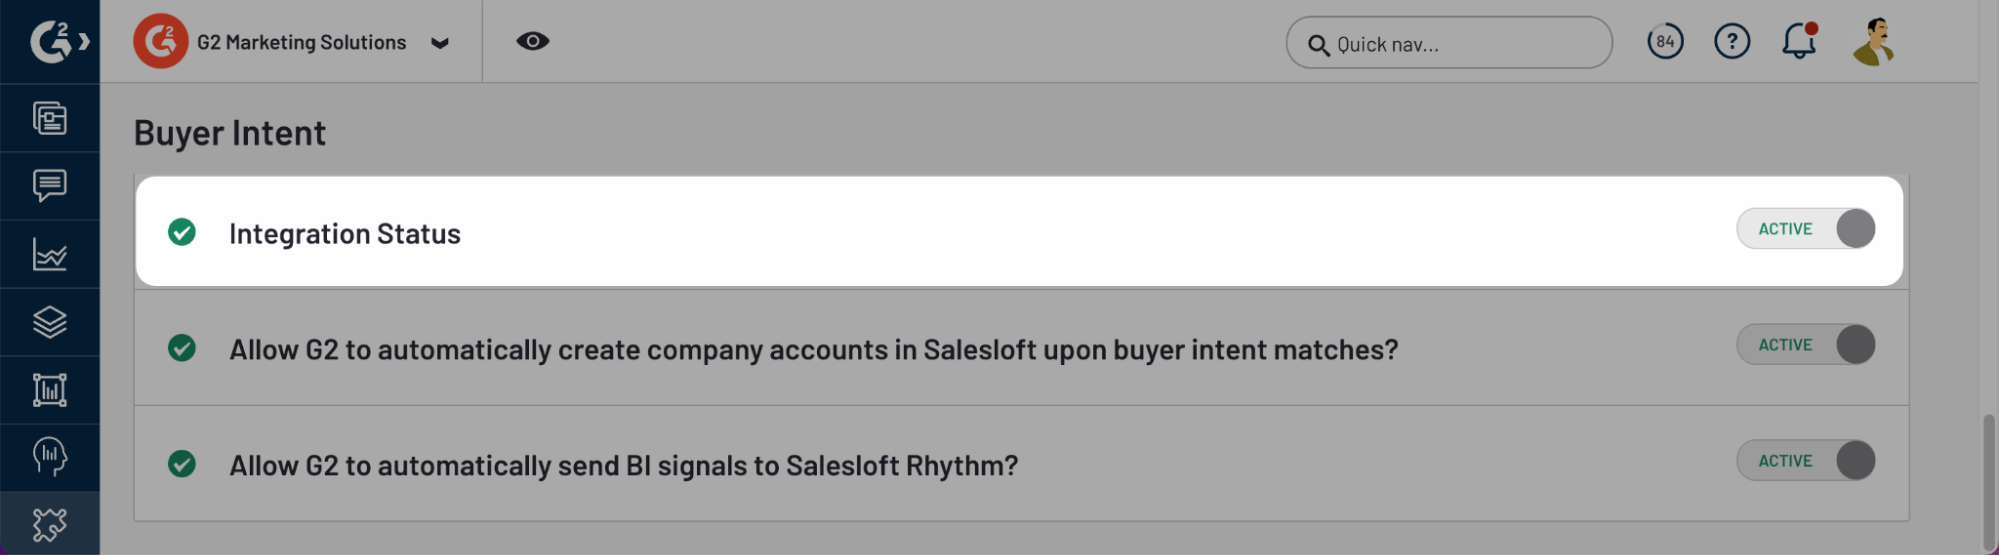 G2 Marketing Solutions
Quick nav...
84
?
Buyer Intent
Integration Status
ACTIVE
Allow G2 to automatically create company accounts in Salesloft upon buyer intent matches?
ACTIVE
Allow G2 to automatically send BI signals to Salesloft Rhythm?
ACTIVE